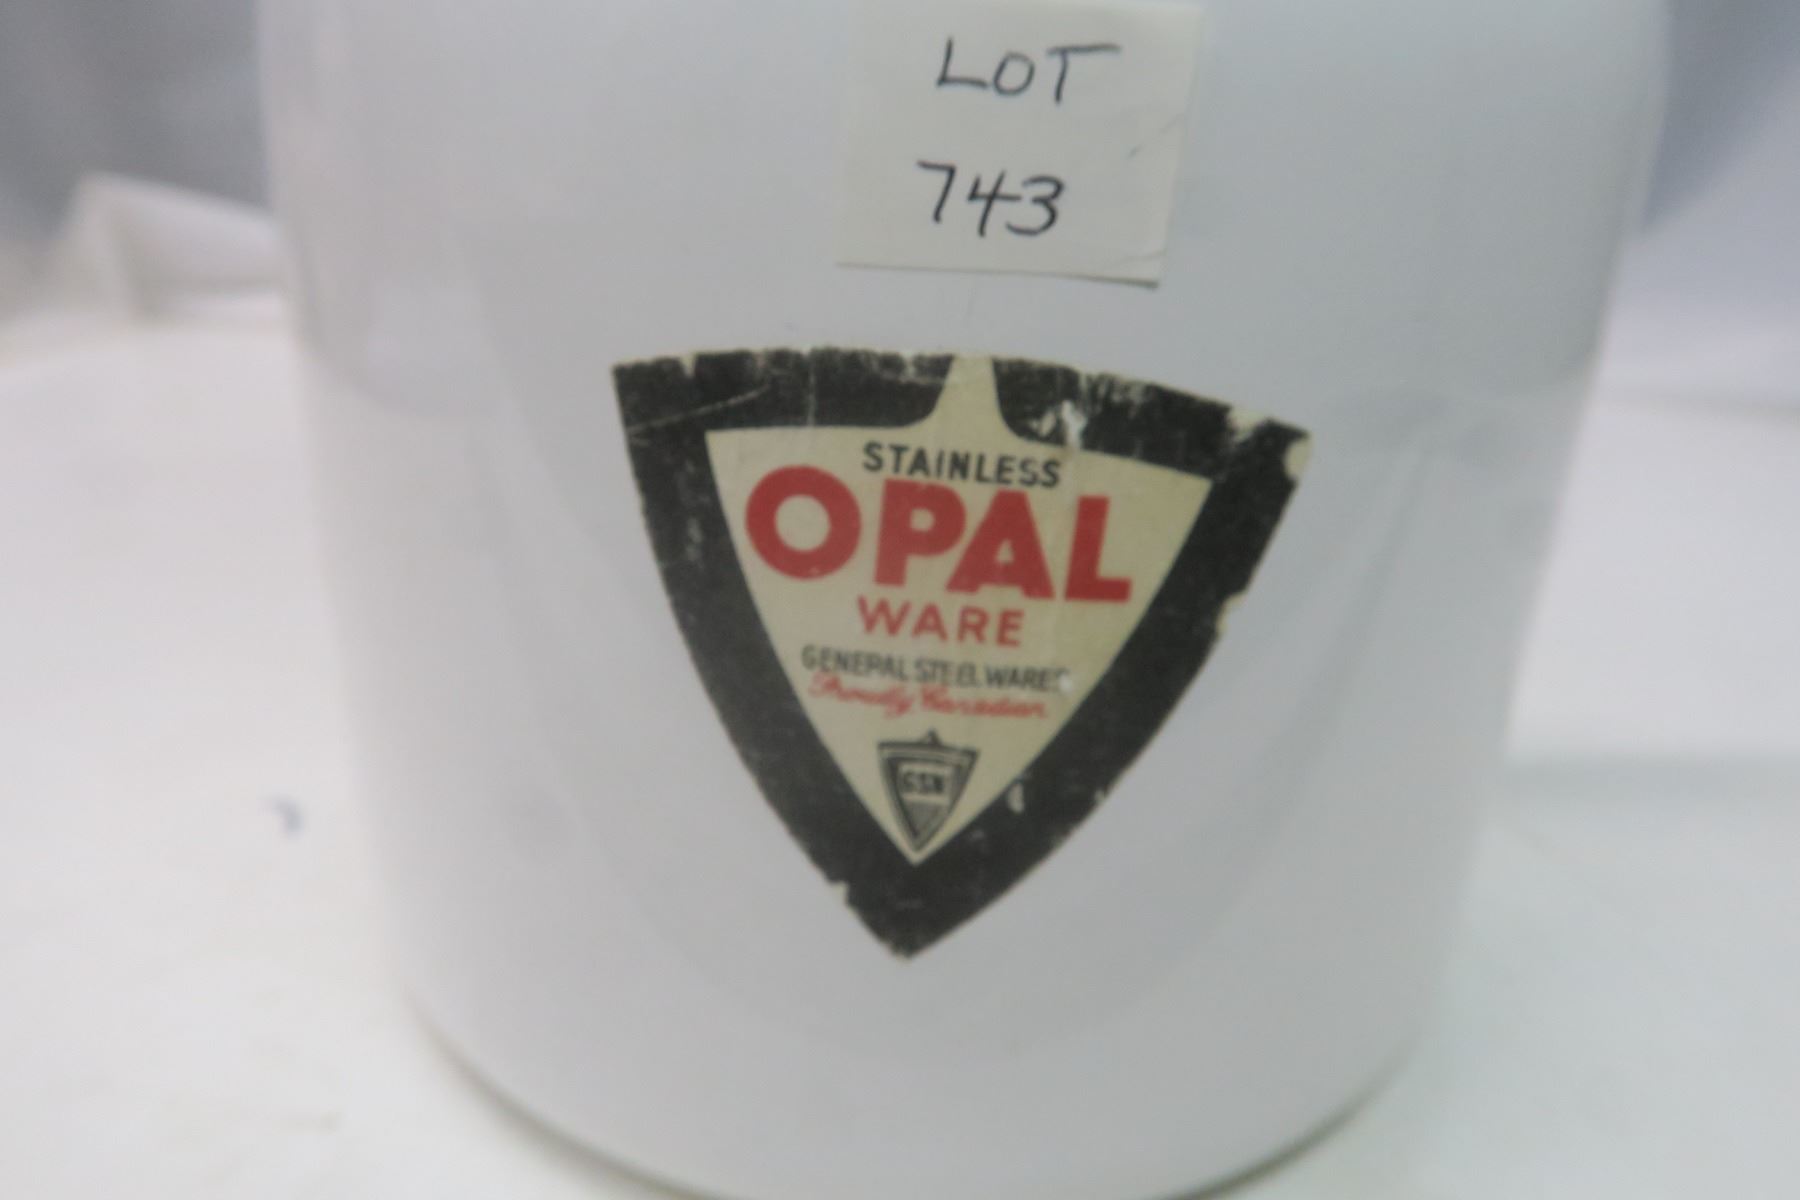 LOT
743
STAINLESS
OPAL
WARE
GENERAL STEEL WARES
Proudly Canadian
GSW